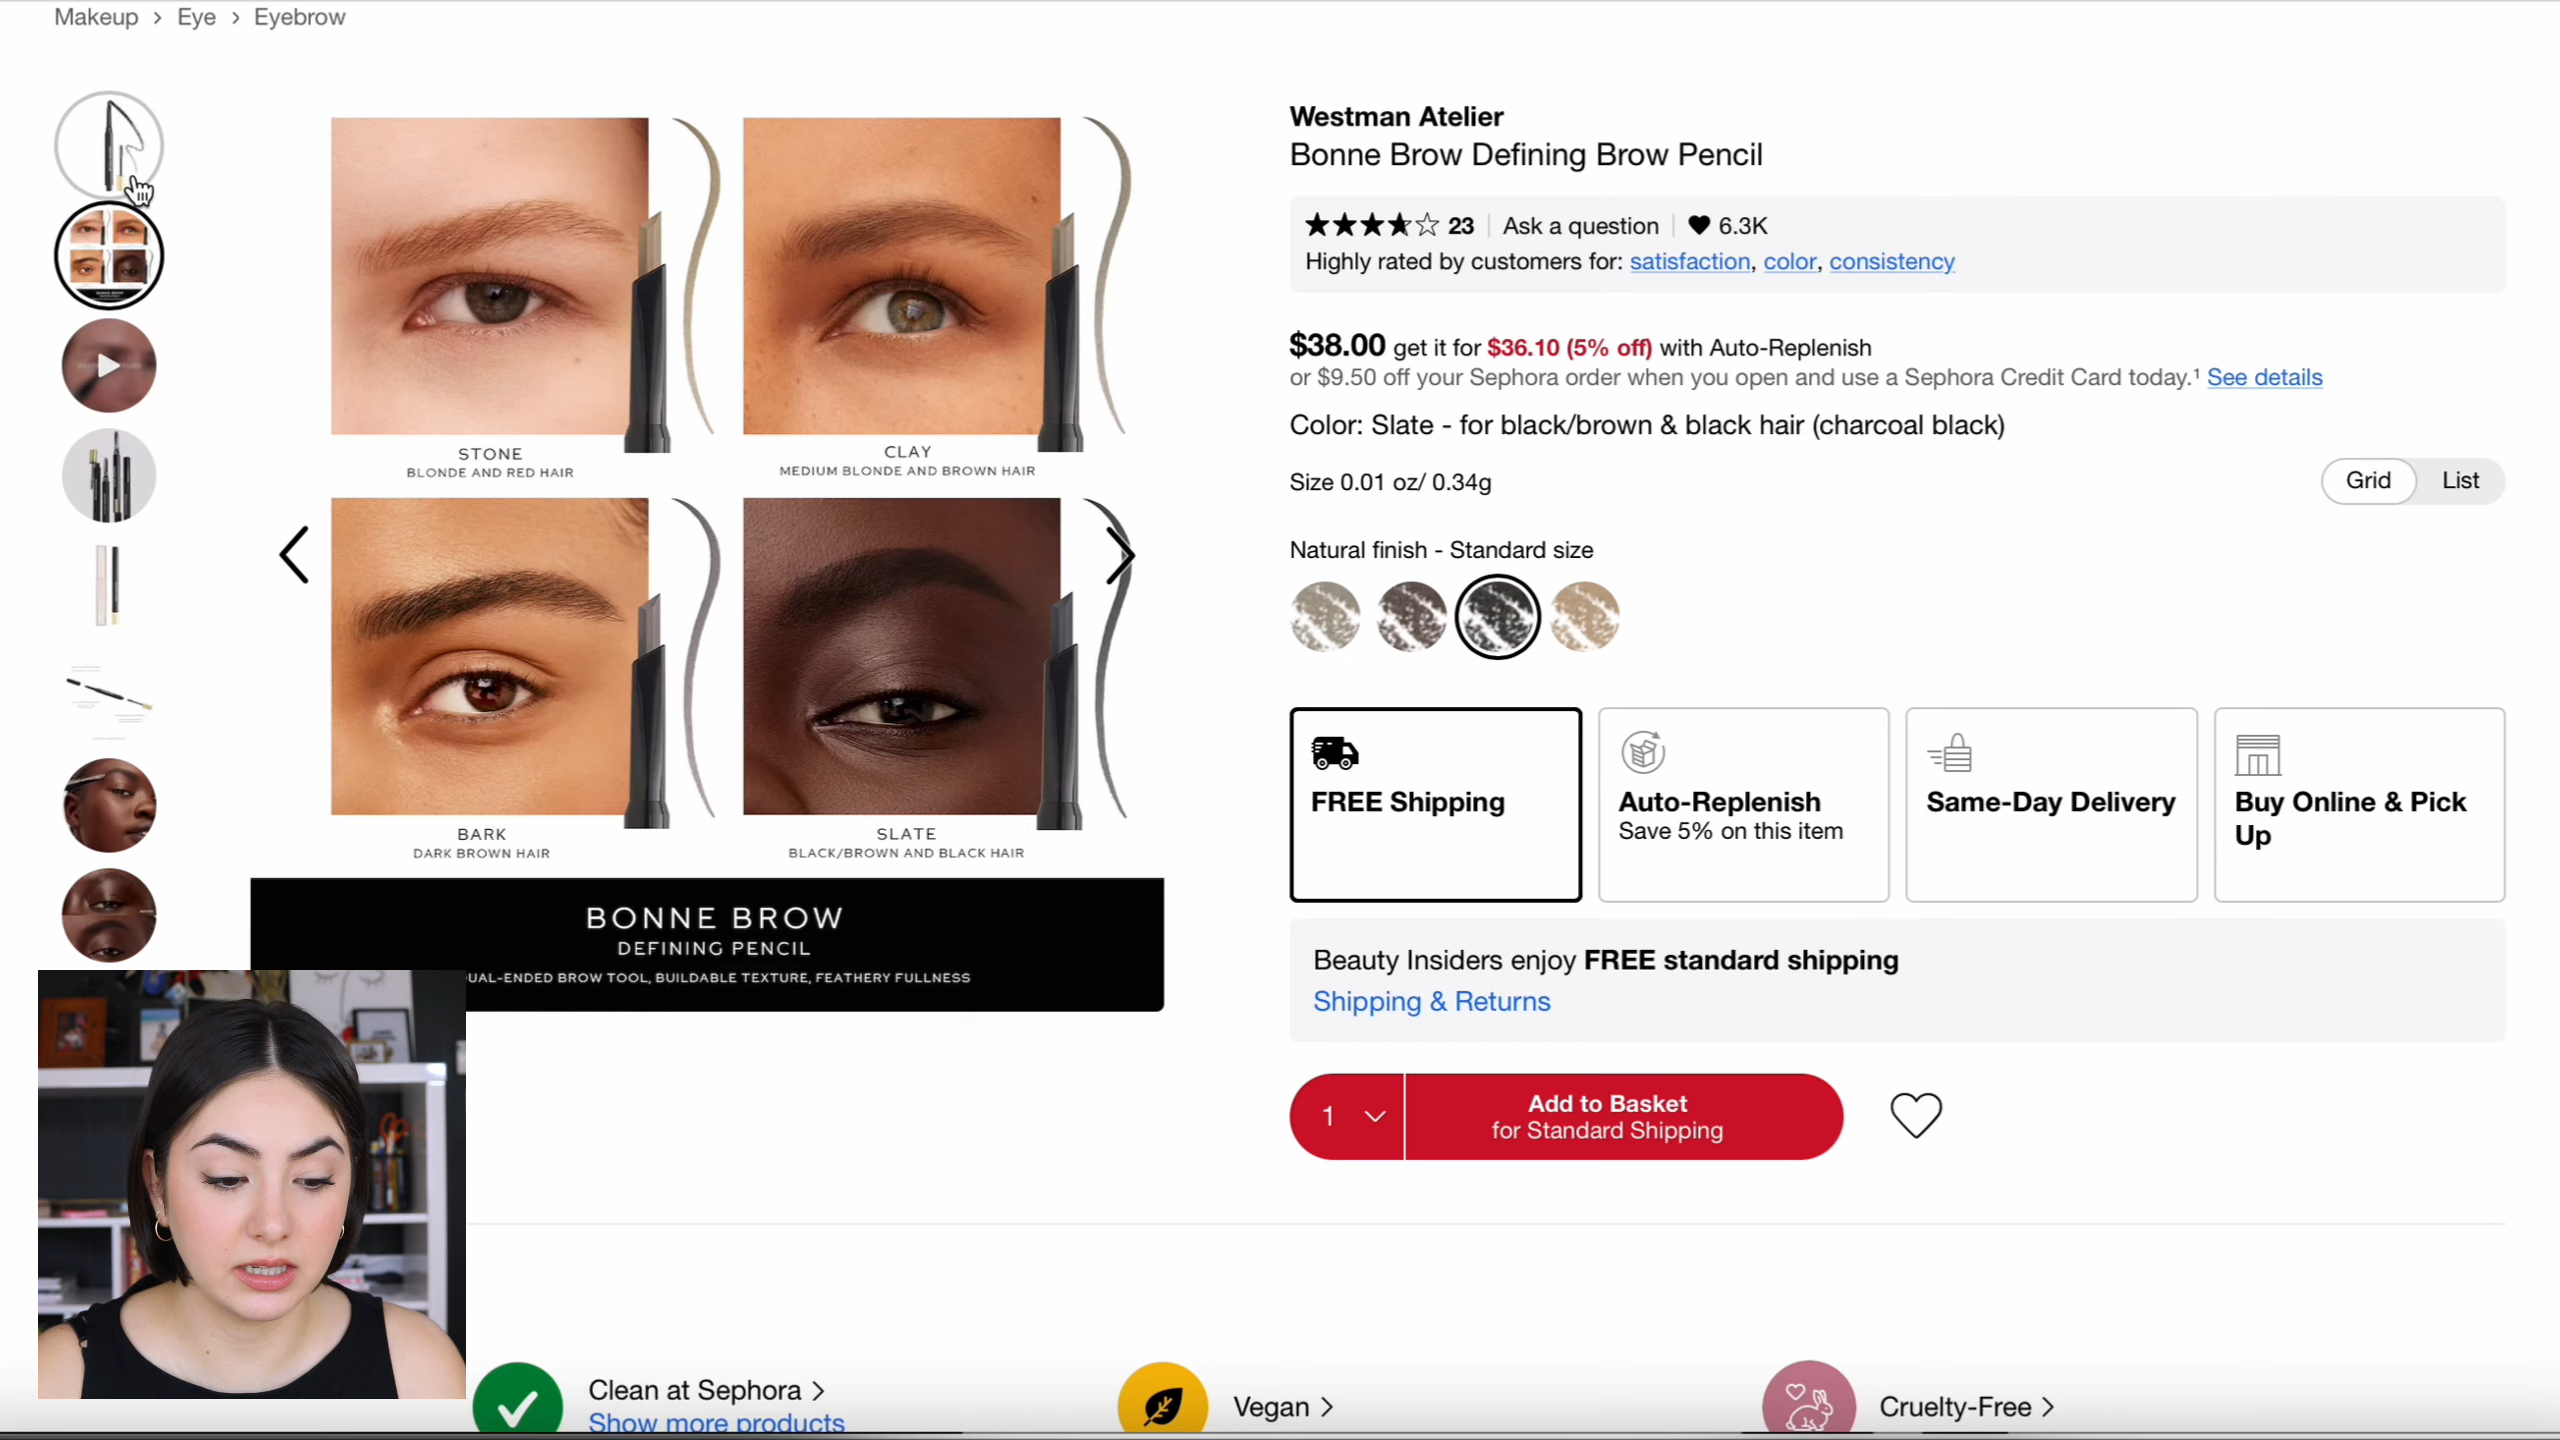 Makeup > Eye > Eyebrow
STONE
BLONDE AND RED HAIR
CLAY
MEDIUM BLONDE AND BROWN HAIR
BARK
DARK BROWN HAIR
SLATE
BLACK/BROWN AND BLACK HAIR
BONNE BROW
DEFINING PENCIL
DUAL-ENDED BROW TOOL, BUILDABLE TEXTURE, FEATHERY FULLNESS
Westman Atelier
Bonne Brow Defining Brow Pencil
23 Ask a question 6.3K
Highly rated by customers for: satisfaction, color, consistency
$38.00 get it for $36.10 (5% off) with Auto-Replenish
or $9.50 off your Sephora order when you open and use a Sephora Credit Card today.¹ See details
Color: Slate - for black/brown & black hair (charcoal black)
Size 0.01 oz/ 0.34g
Grid List
Natural finish - Standard size
FREE Shipping
Auto-Replenish
Save 5% on this item
Same-Day Delivery
Buy Online & Pick
Up
Beauty Insiders enjoy FREE standard shipping
Shipping & Returns
1
Add to Basket
for Standard Shipping
Clean at Sephora >
Show more products
Vegan >
Cruelty-Free >